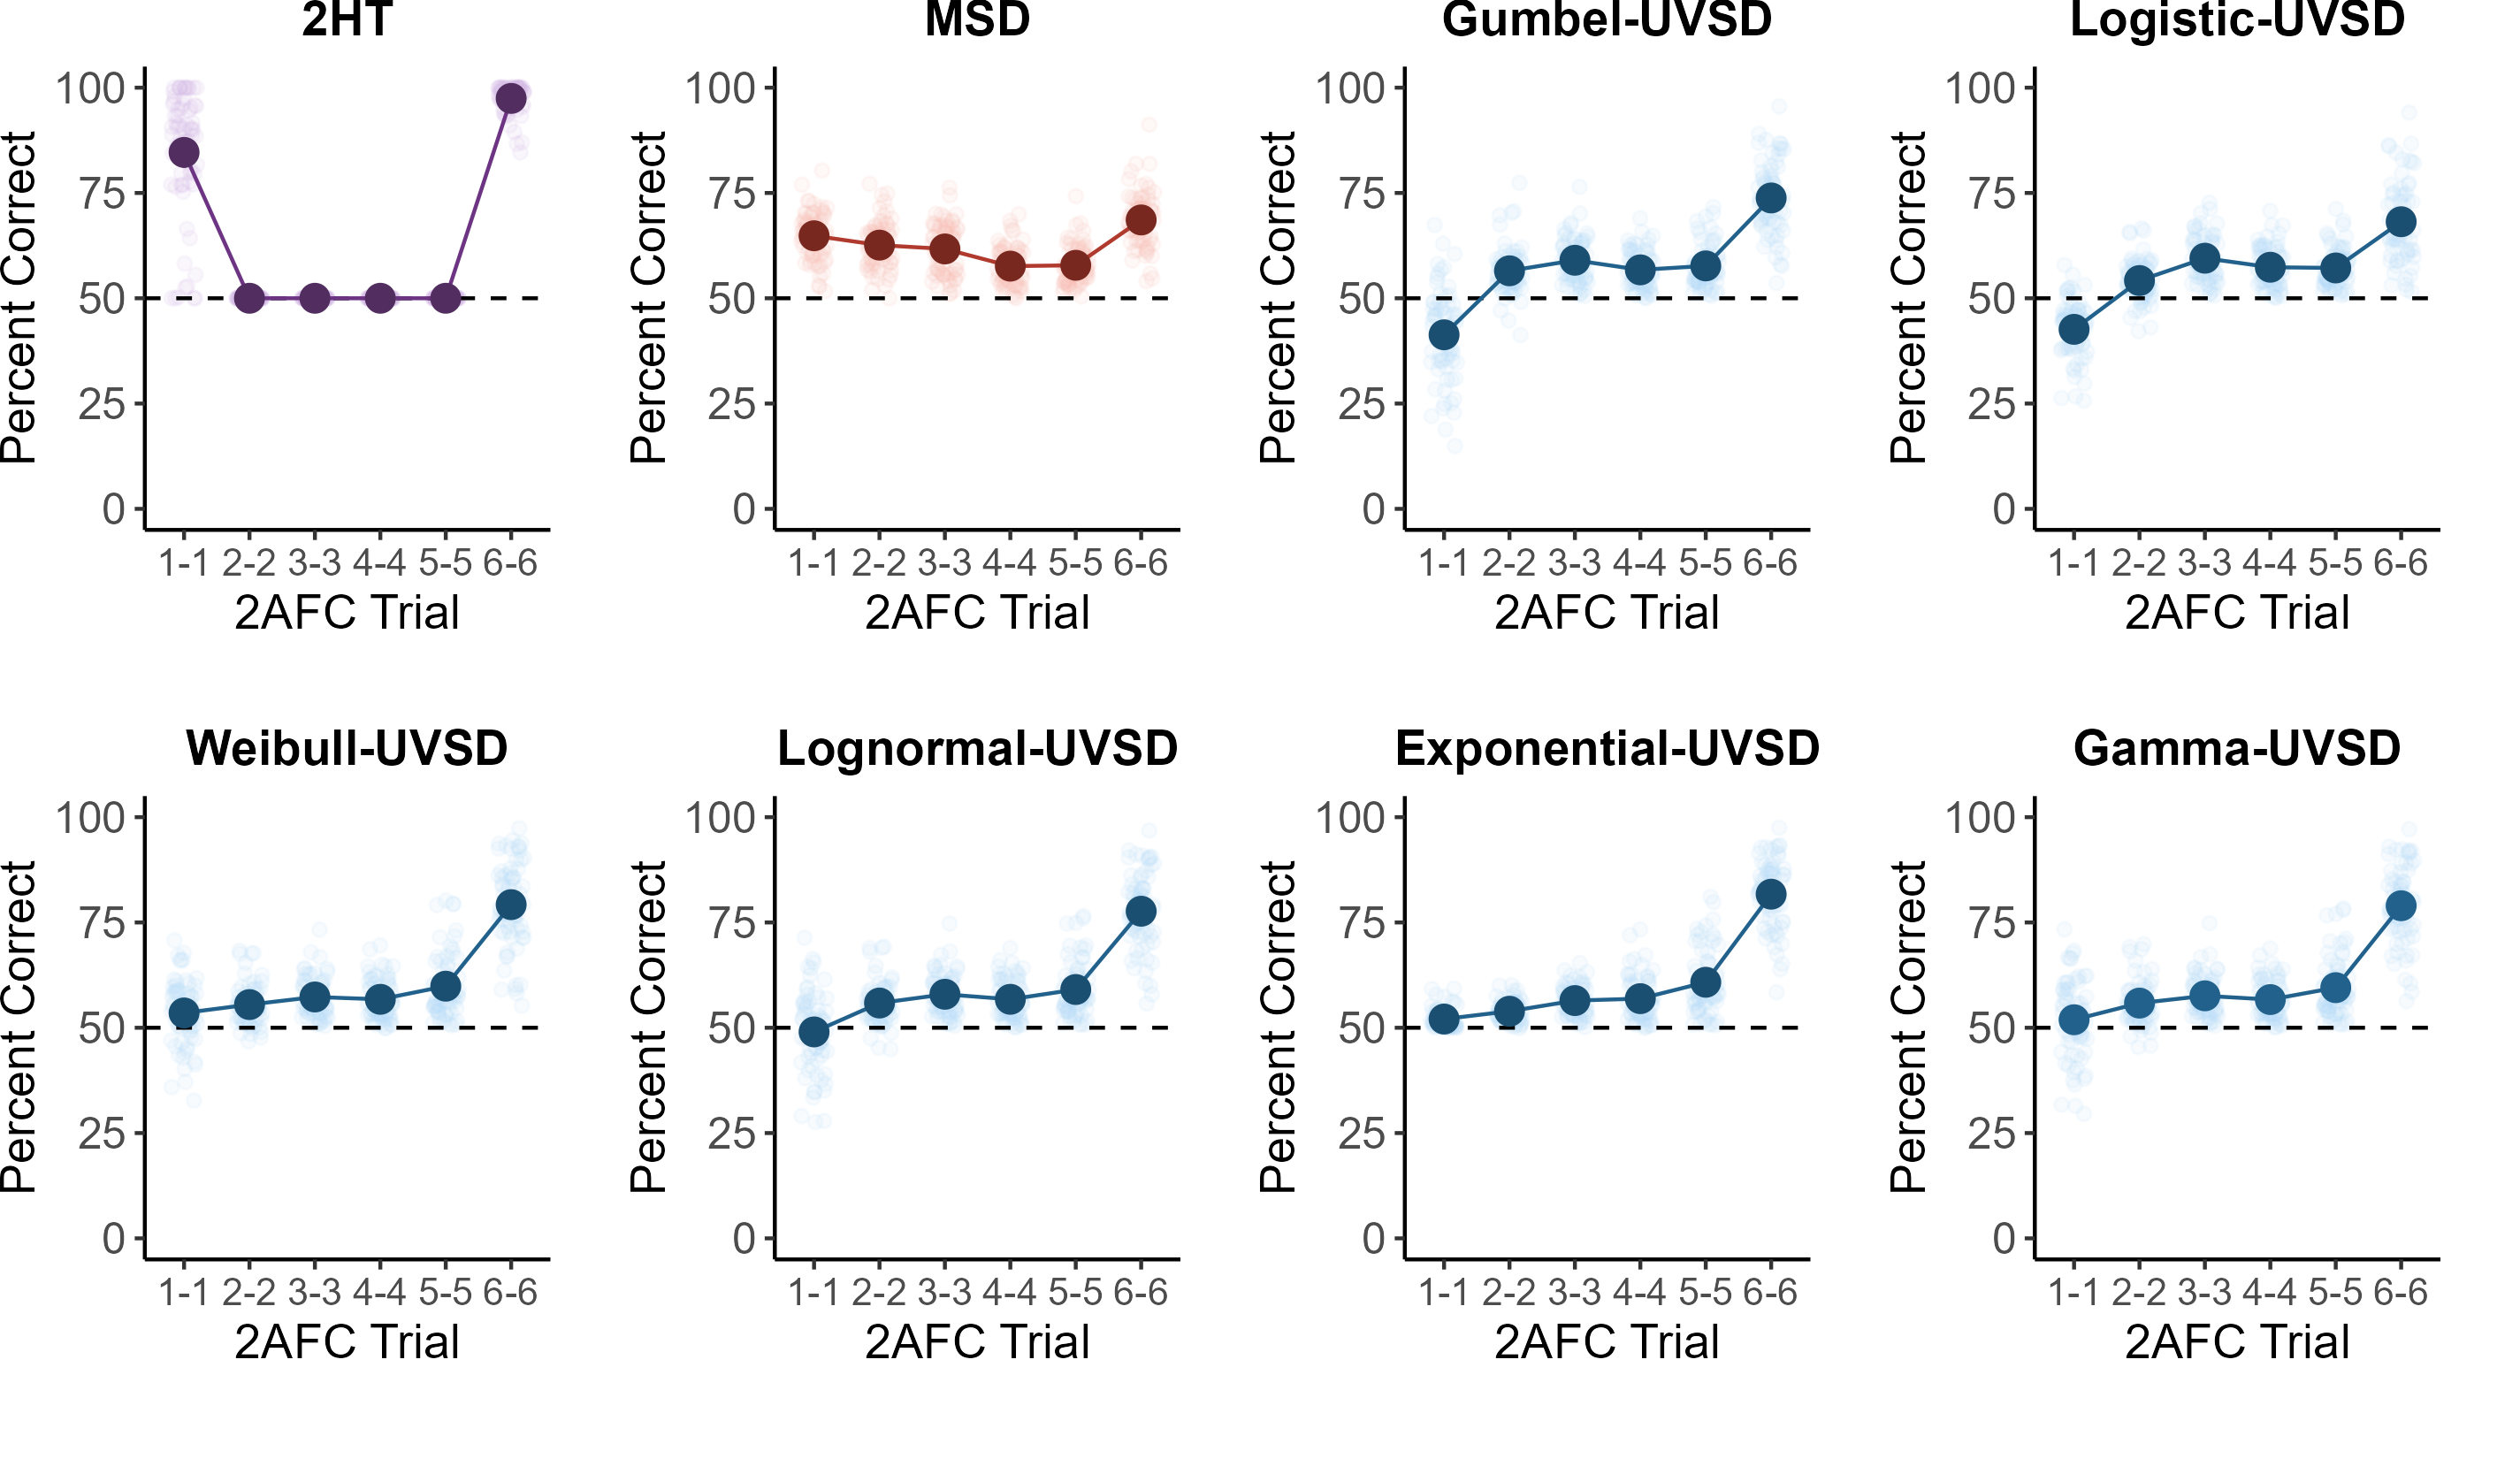 2HT
MSD
Gumbel-UVSD
Logistic-UVSD
Percent Correct
100
75
50
25
0
1-1 2-2 3-3 4-4 5-5 6-6
2AFC Trial
Percent Correct
100
75
50
25
0
1-1 2-2 3-3 4-4 5-5 6-6
2AFC Trial
Percent Correct
100
75
50
25
0
1-1 2-2 3-3 4-4 5-5 6-6
2AFC Trial
Percent Correct
100
75
50
25
0
1-1 2-2 3-3 4-4 5-5 6-6
2AFC Trial
Weibull-UVSD
Lognormal-UVSD
Exponential-UVSD
Gamma-UVSD
Percent Correct
100
75
50
25
0
1-1 2-2 3-3 4-4 5-5 6-6
2AFC Trial
Percent Correct
100
75
50
25
0
1-1 2-2 3-3 4-4 5-5 6-6
2AFC Trial
Percent Correct
100
75
50
25
0
1-1 2-2 3-3 4-4 5-5 6-6
2AFC Trial
Percent Correct
100
75
50
25
0
1-1 2-2 3-3 4-4 5-5 6-6
2AFC Trial